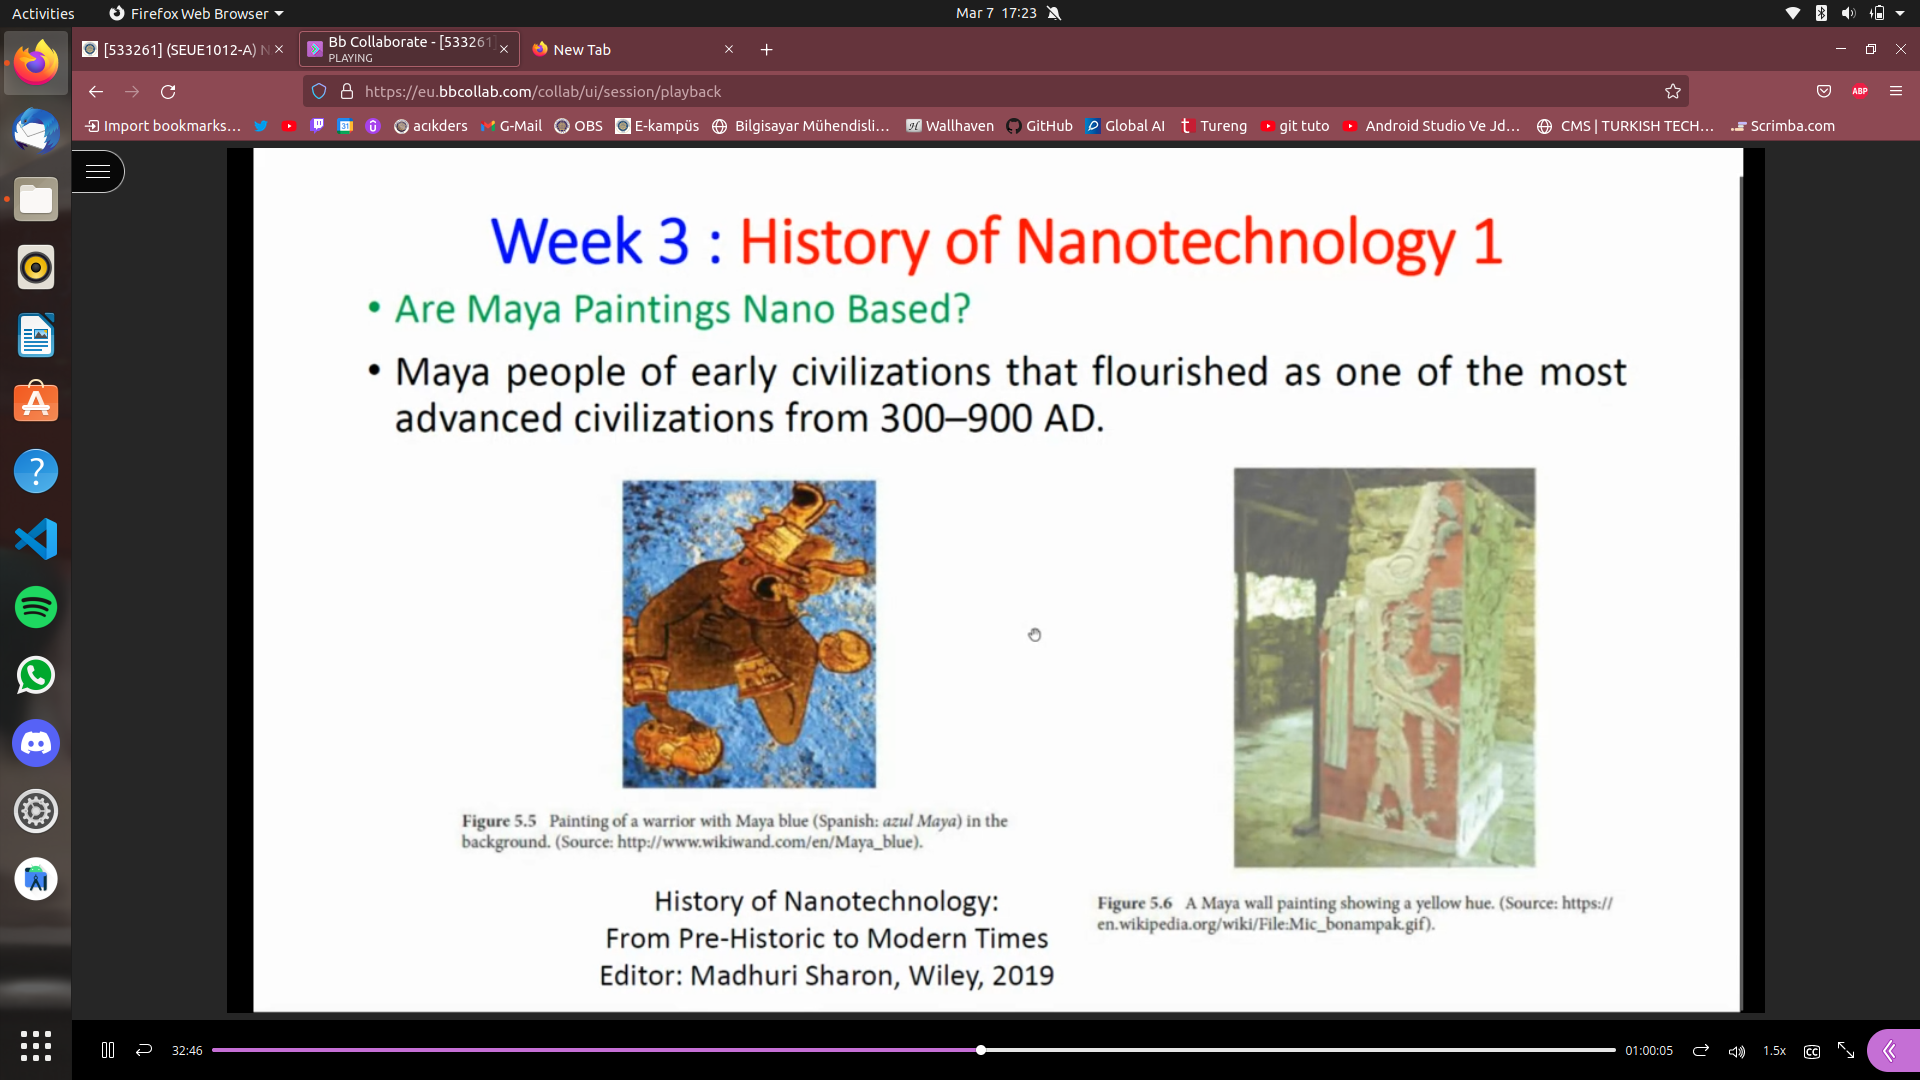 Activities
Firefox Web Browser
Mar 7 17:23
[533261] (SEUE1012-A) N
Bb Collaborate - [533261]
PLAYING
New Tab
https://eu.bbcollab.com/collab/ui/session/playback
ABP
Import bookmarks...
31
acıkders
G-Mail
OBS
E-kampüs
Bilgisayar Mühendisli...
Wallhaven
GitHub
Global AI
Tureng
git tuto
Android Studio Ve Jd...
CMS | TURKISH TECH...
Scrimba.com
Week 3 : History of Nanotechnology 1
• Are Maya Paintings Nano Based?
• Maya people of early civilizations that flourished as one of the most
advanced civilizations from 300–900 AD.
Figure 5.5 Painting of a warrior with Maya blue (Spanish: azul Maya) in the
background. (Source: http://www.wikiwand.com/en/Maya_blue).
History of Nanotechnology:
From Pre-Historic to Modern Times
Editor: Madhuri Sharon, Wiley, 2019
Figure 5.6 A Maya wall painting showing a yellow hue. (Source: https://
en.wikipedia.org/wiki/File:Mic_bonampak.gif).
32:46
01:00:05
1.5x
CC